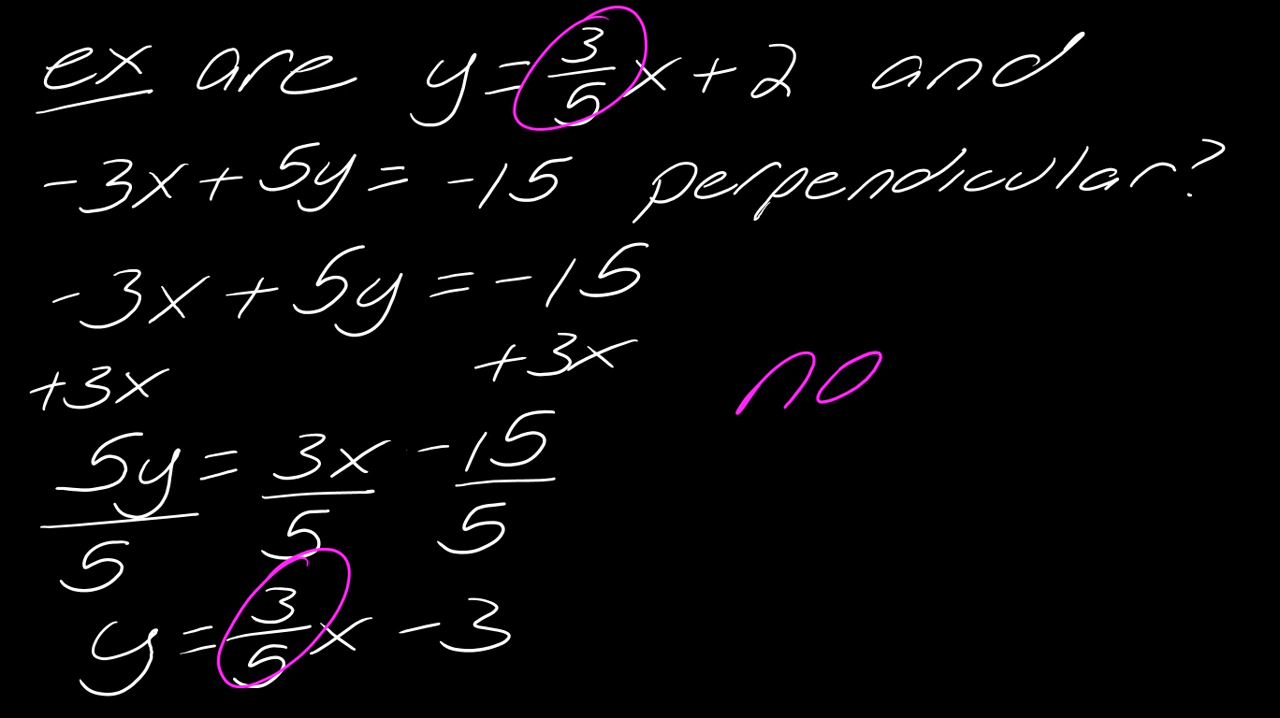 ex are y = 3/5 x + 2 and
-3x + 5y = -15 perpendicular?
-3x + 5y = -15
+3x +3x
no
5y/5 = 3x/5 - 15/5
y = 3/5 x - 3